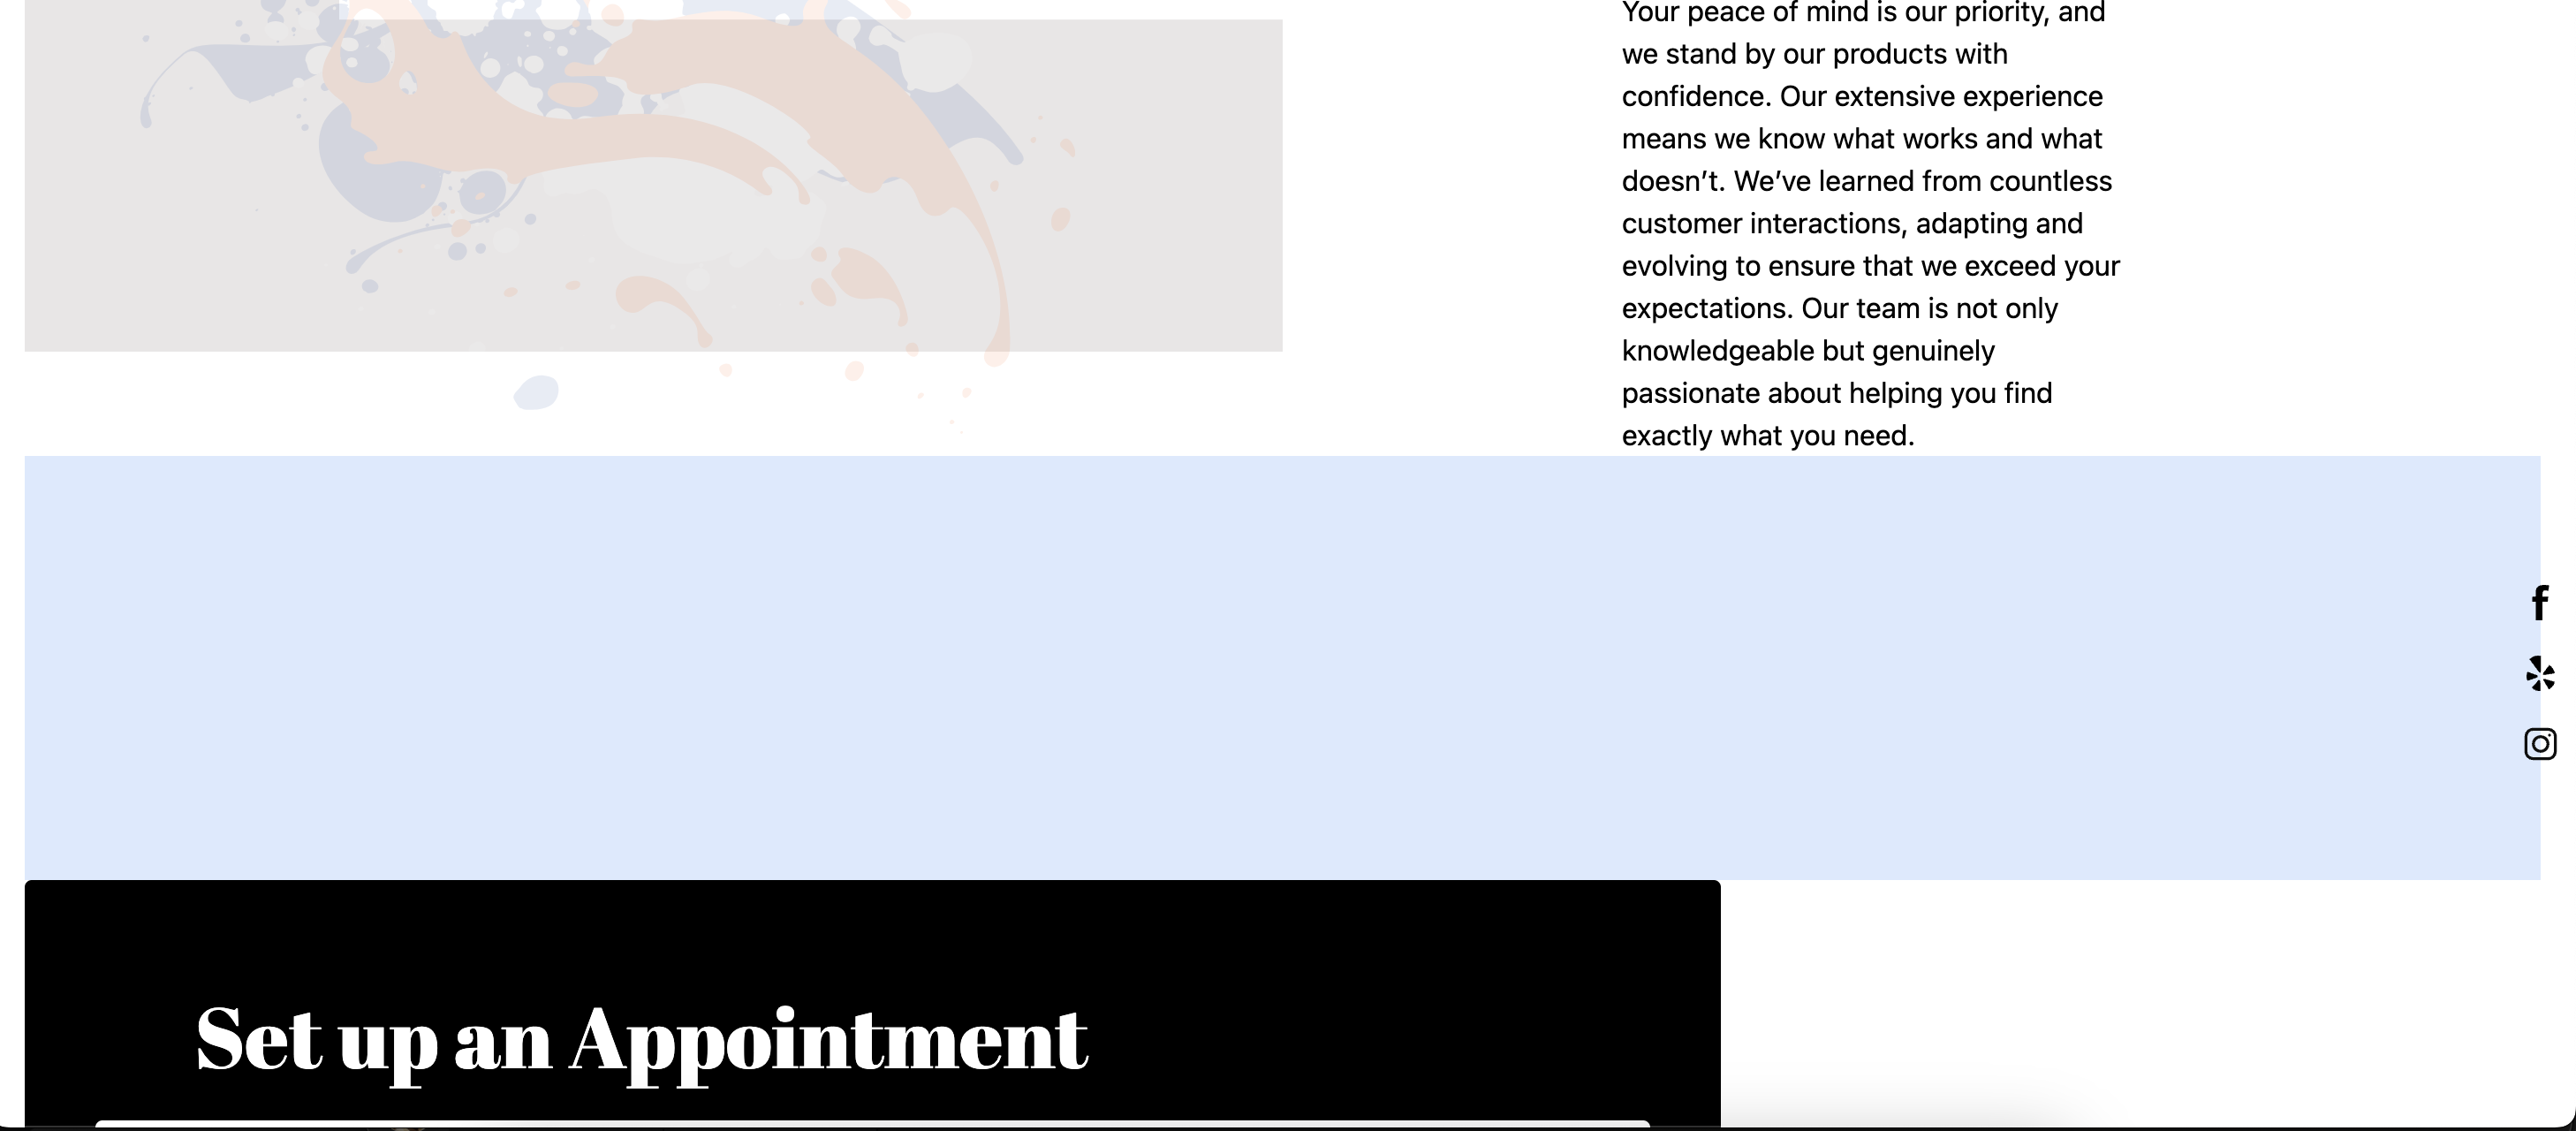 Your peace of mind is our priority, and
we stand by our products with
confidence. Our extensive experience
means we know what works and what
doesn’t. We’ve learned from countless
customer interactions, adapting and
evolving to ensure that we exceed your
expectations. Our team is not only
knowledgeable but genuinely
passionate about helping you find
exactly what you need.
Set up an Appointment